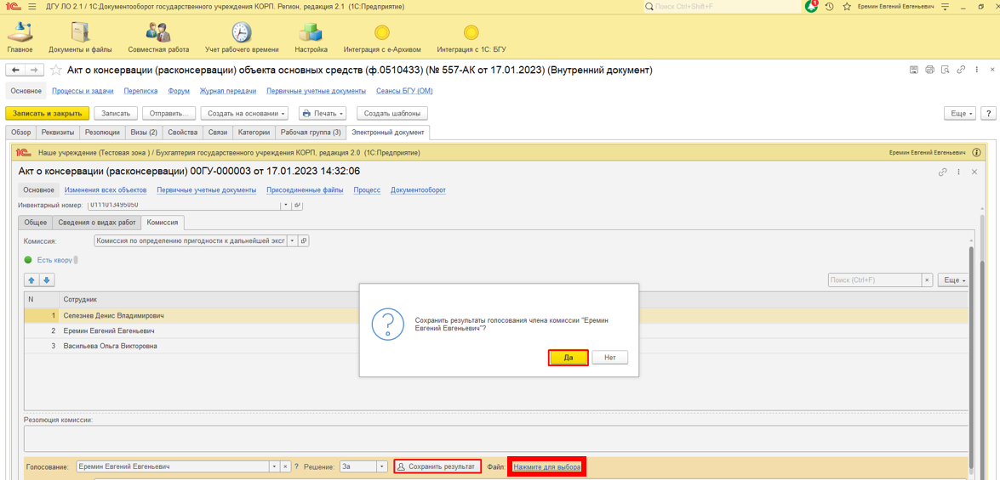 1С ДГУ ЛО 2.1 / 1С:Документооборот государственного учреждения КОРП. Регион, редакция 2.1 (1С:Предприятие) Поиск Ctrl+Shift+F 1 Еремин Евгений Евгеньевич
Главное Документы и файлы Совместная работа Учет рабочего времени Настройка Интеграция с е-Архивом Интеграция с 1С: БГУ
Акт о консервации (расконсервации) объекта основных средств (ф.0510433) (№ 557-АК от 17.01.2023) (Внутренний документ)
Основное Процессы и задачи Переписка Форум Журнал передачи Первичные учетные документы Сеансы БГУ (ОМ)
Записать и закрыть Записать Отправить... Создать на основании Печать Создать шаблоны Еще ?
Обзор Реквизиты Резолюции Визы (2) Свойства Связи Категории Рабочая группа (3) Электронный документ
1С Наше учреждение (Тестовая зона ) / Бухгалтерия государственного учреждения КОРП, редакция 2.0 (1С:Предприятие) Еремин Евгений Евгеньевич
Акт о консервации (расконсервации) 00ГУ-000003 от 17.01.2023 14:32:06
Основное Изменения всех объектов Первичные учетные документы Присоединенные файлы Процесс Документооборот
Инвентарный номер: 0111013495050
Общее Сведения о видах работ Комиссия
Комиссия: Комиссия по определению пригодности к дальнейшей эксп
Есть квору
Поиск (Ctrl+F) × Еще
N Сотрудник
1 Селезнев Денис Владимирович
2 Еремин Евгений Евгеньевич
3 Васильева Ольга Викторовна
Сохранить результаты голосования члена комиссии "Еремин
Евгений Евгеньевич"?
Да Нет
Резолюция комиссии:
Голосование: Еремин Евгений Евгеньевич × ? Решение: За Сохранить результат Файл: Нажмите для выбора